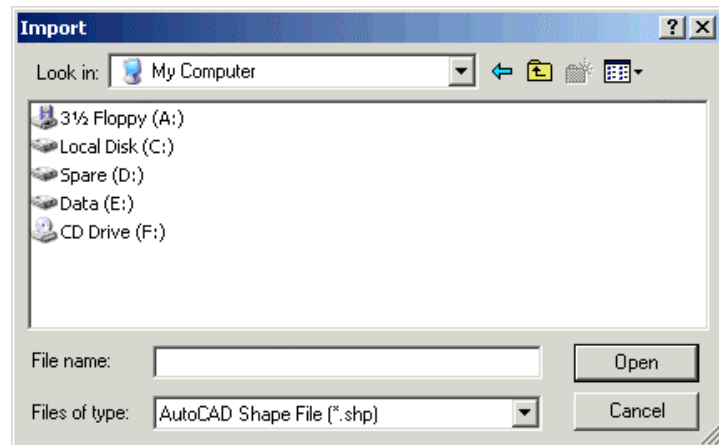 Import
Look in: My Computer
3½ Floppy (A:)
Local Disk (C:)
Spare (D:)
Data (E:)
CD Drive (F:)
File name: Open
Files of type: AutoCAD Shape File (*.shp) Cancel